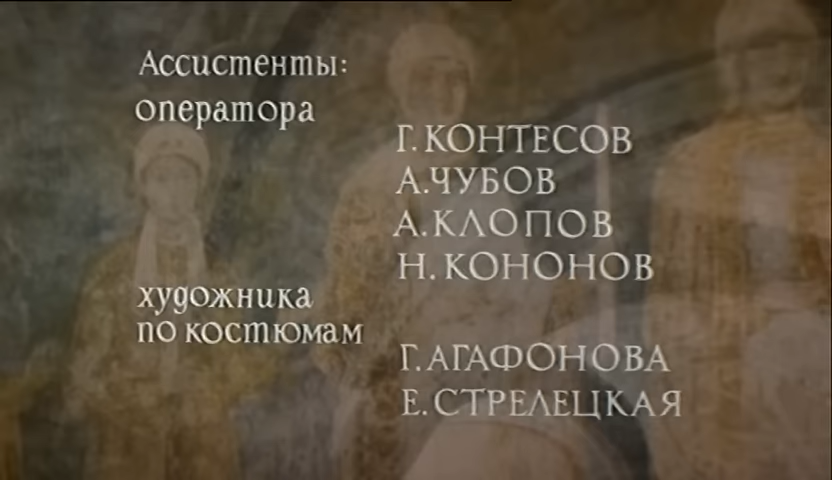 Ассистенты:
оператора
Г. КОНТЕСОВ
А. ЧУБОВ
А. КЛОПОВ
Н. КОНОНОВ
художника
по костюмам
Г. АГАФОНОВА
Е. СТРЕЛЕЦКАЯ